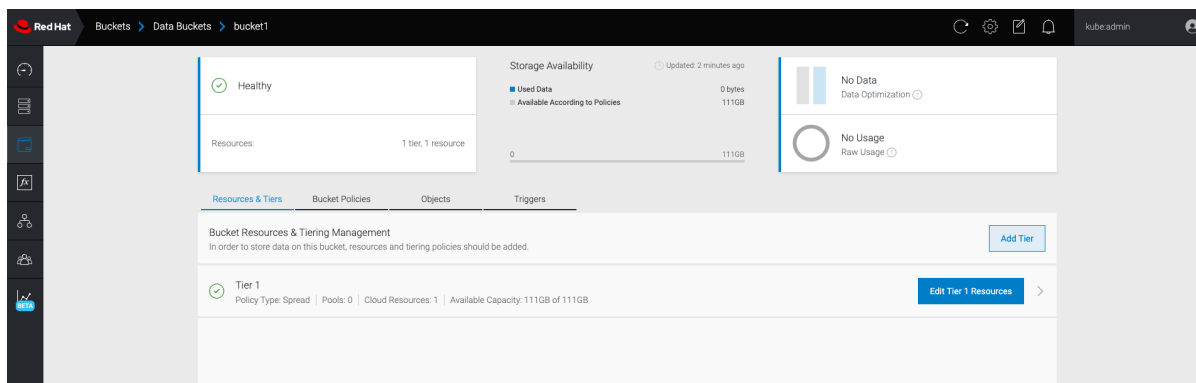 Red Hat
Buckets > Data Buckets > bucket1
kube:admin
Healthy
Resources: 1 tier, 1 resource
Storage Availability
Updated: 2 minutes ago
Used Data 0 bytes
Available According to Policies 111GB
0 111GB
No Data
Data Optimization ?
No Usage
Raw Usage ?
Resources & Tiers Bucket Policies Objects Triggers
Bucket Resources & Tiering Management
In order to store data on this bucket, resources and tiering policies should be added.
Add Tier
Tier 1
Policy Type: Spread | Pools: 0 | Cloud Resources: 1 | Available Capacity: 111GB of 111GB
Edit Tier 1 Resources
fx
BETA